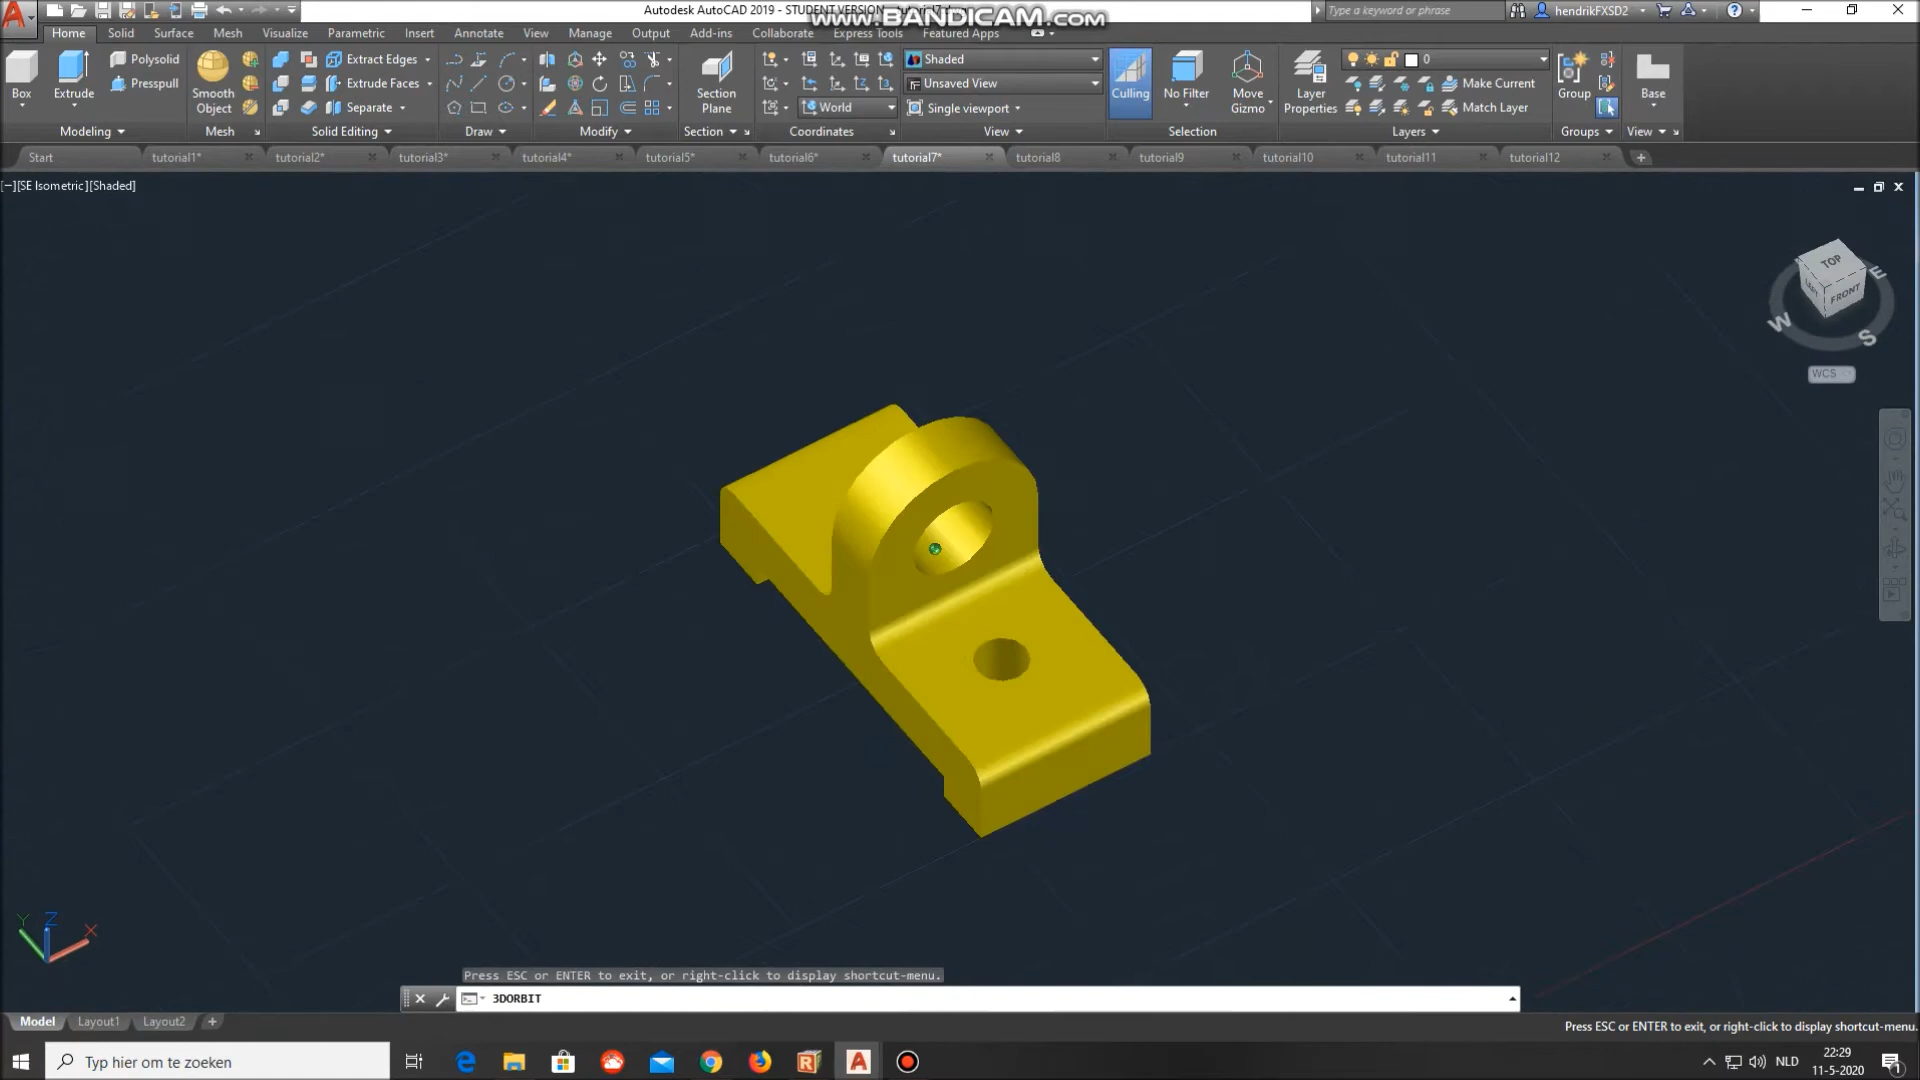 Autodesk AutoCAD 2019 - STUDENT VERSION
www.BANDICAM.com
Type a keyword or phrase
hendrikFXSD2
Home Solid Surface Mesh Visualize Parametric Insert Annotate View Manage Output Add-ins Collaborate Express Tools Featured Apps
Box
Extrude
Polysolid
Presspull
Smooth
Object
Extract Edges
Extrude Faces
Separate
Section
Plane
World
Shaded
Unsaved View
Single viewport
Culling
No Filter
Move
Gizmo
Layer
Properties
0
Make Current
Match Layer
Group
Base
Modeling Mesh Solid Editing Draw Modify Section Coordinates View Selection Layers Groups View
Start tutorial1* tutorial2* tutorial3* tutorial4* tutorial5* tutorial6* tutorial7* tutorial8 tutorial9 tutorial10 tutorial11 tutorial12
[−][SE Isometric][Shaded]
TOP
LEFT
FRONT
E
W
S
WCS
Y Z X
Press ESC or ENTER to exit, or right-click to display shortcut-menu.
3DORBIT
Model Layout1 Layout2
Press ESC or ENTER to exit, or right-click to display shortcut-menu.
Typ hier om te zoeken
NLD
22:29
11-5-2020
1